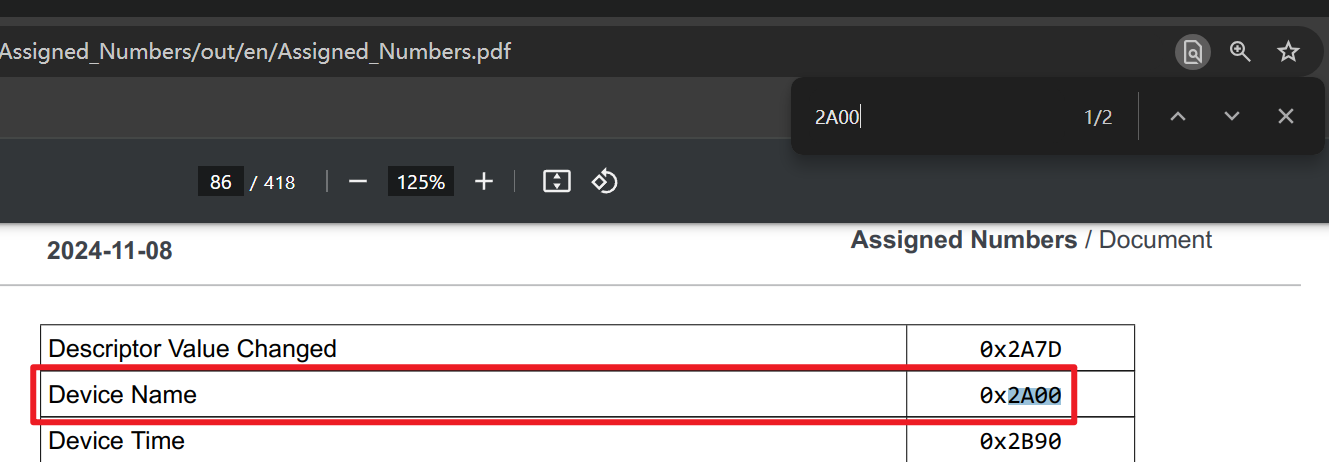 Assigned_Numbers/out/en/Assigned_Numbers.pdf
2A00
1/2
86 / 418
125%
2024-11-08
Assigned Numbers / Document
Descriptor Value Changed 0x2A7D
Device Name 0x2A00
Device Time 0x2B90